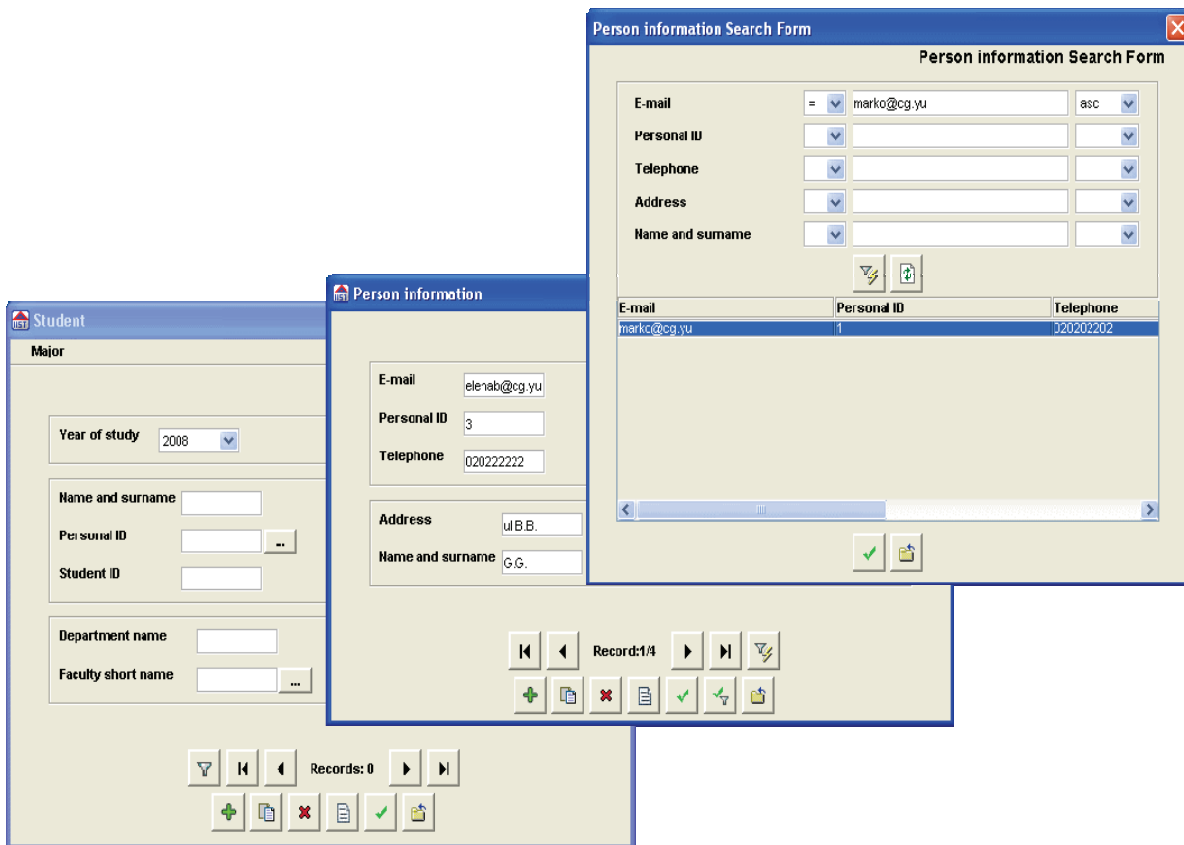 Person information Search Form
Person information Search Form
E-mail = marko@cg.yu asc
Personal ID
Telephone
Address
Name and surname
E-mail Personal ID Telephone
marko@cg.yu 1 020202202
Person information
E-mail elenab@cg.yu
Personal ID 3
Telephone 020222222
Address ulB.B.
Name and surname G.G.
Record:1/4
Student
Major
Year of study 2008
Name and surname
Personal ID ...
Student ID
Department name
Faculty short name ...
Records: 0